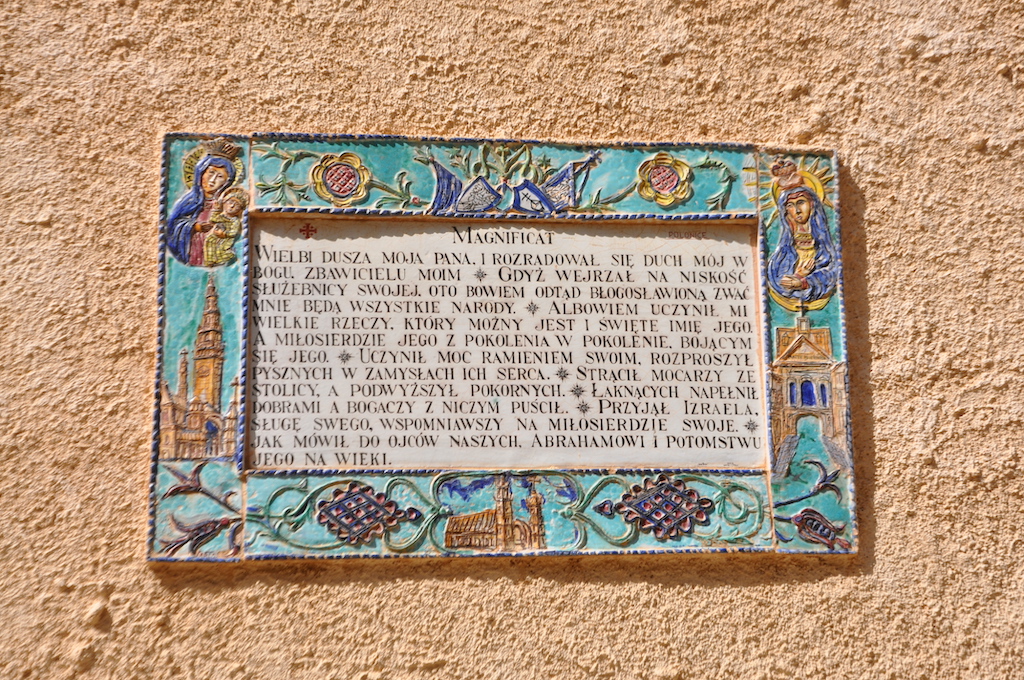 MAGNIFICAT
POLONICE
WIELBI DUSZA MOJA PANA, I ROZRADOWAŁ SIĘ DUCH MÓJ W
BOGU, ZBAWICIELU MOIM ✴ GDYŻ WEJRZAŁ NA NISKOŚĆ
SŁUŻEBNICY SWOJEJ, OTO BOWIEM ODTĄD BŁOGOSŁAWIONĄ ZWAĆ
MNIE BĘDĄ WSZYSTKIE NARODY. ✴ ALBOWIEM UCZYNIŁ MI
WIELKIE RZECZY, KTÓRY MOŻNY JEST I ŚWIĘTE IMIĘ JEGO.
A MIŁOSIERDZIE JEGO Z POKOLENIA W POKOLENIE, BOJĄCYM
SIĘ JEGO. ✴ UCZYNIŁ MOC RAMIENIEM SWOIM, ROZPROSZYŁ
PYSZNYCH W ZAMYSŁACH ICH SERCA. ✴ STRĄCIŁ MOCARZY ZE
STOLICY, A PODWYŻSZYŁ POKORNYCH. ✴ ŁAKNĄCYCH NAPEŁNIŁ
DOBRAMI A BOGACZY Z NICZYM PUŚCIŁ. ✴ PRZYJĄŁ IZRAELA,
SŁUGĘ SWEGO, WSPOMNIAWSZY NA MIŁOSIERDZIE SWOJE. ✴
JAK MÓWIŁ DO OJCÓW NASZYCH, ABRAHAMOWI I POTOMSTWU
JEGO NA WIEKI.